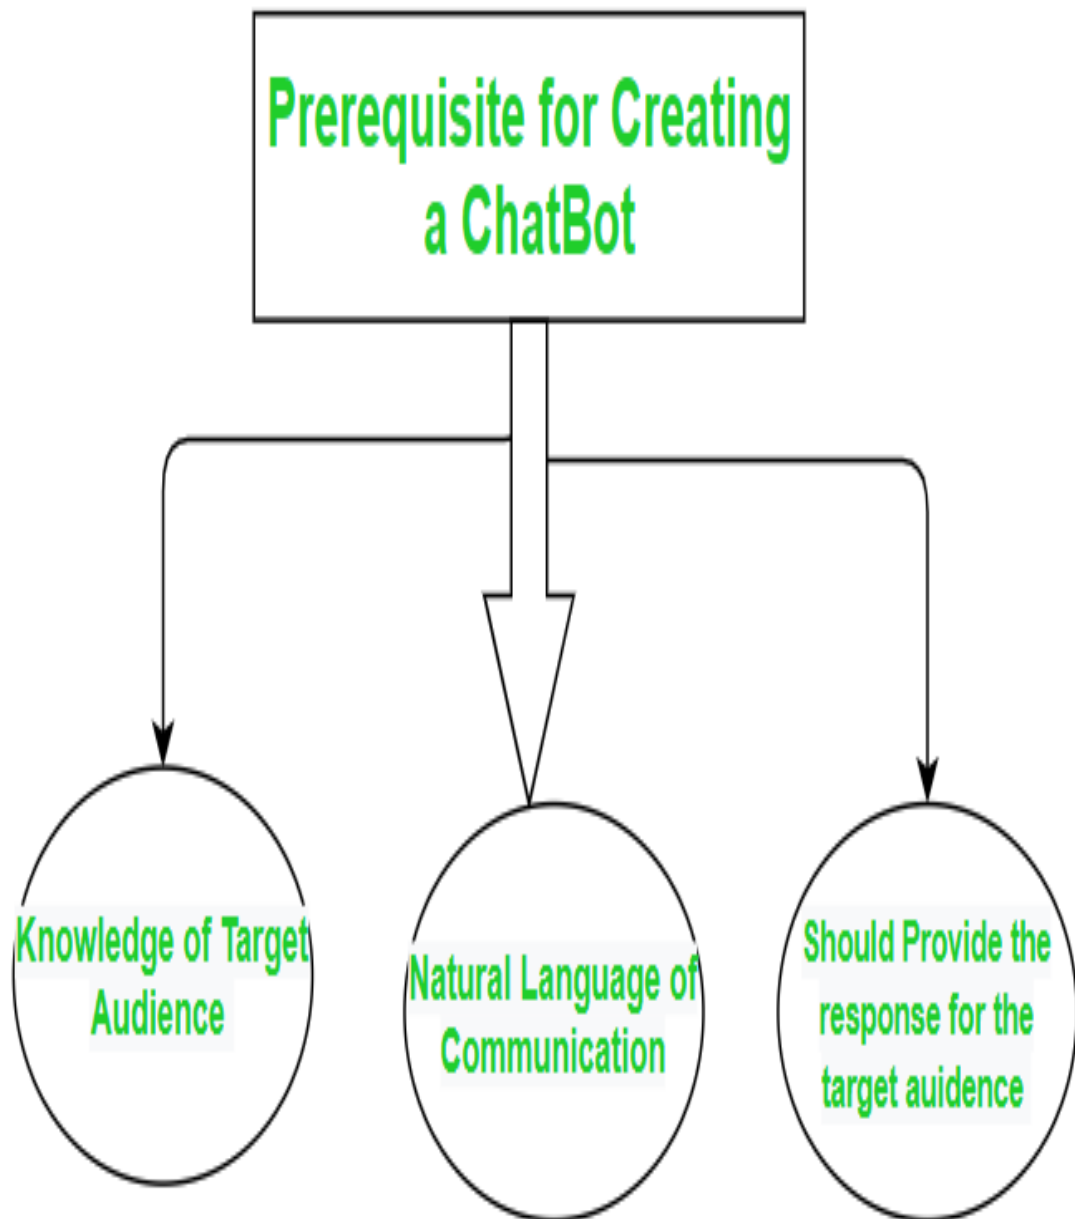 Prerequisite for Creating
a ChatBot
Knowledge of Target
Audience
Natural Language of
Communication
Should Provide the
response for the
target auidence